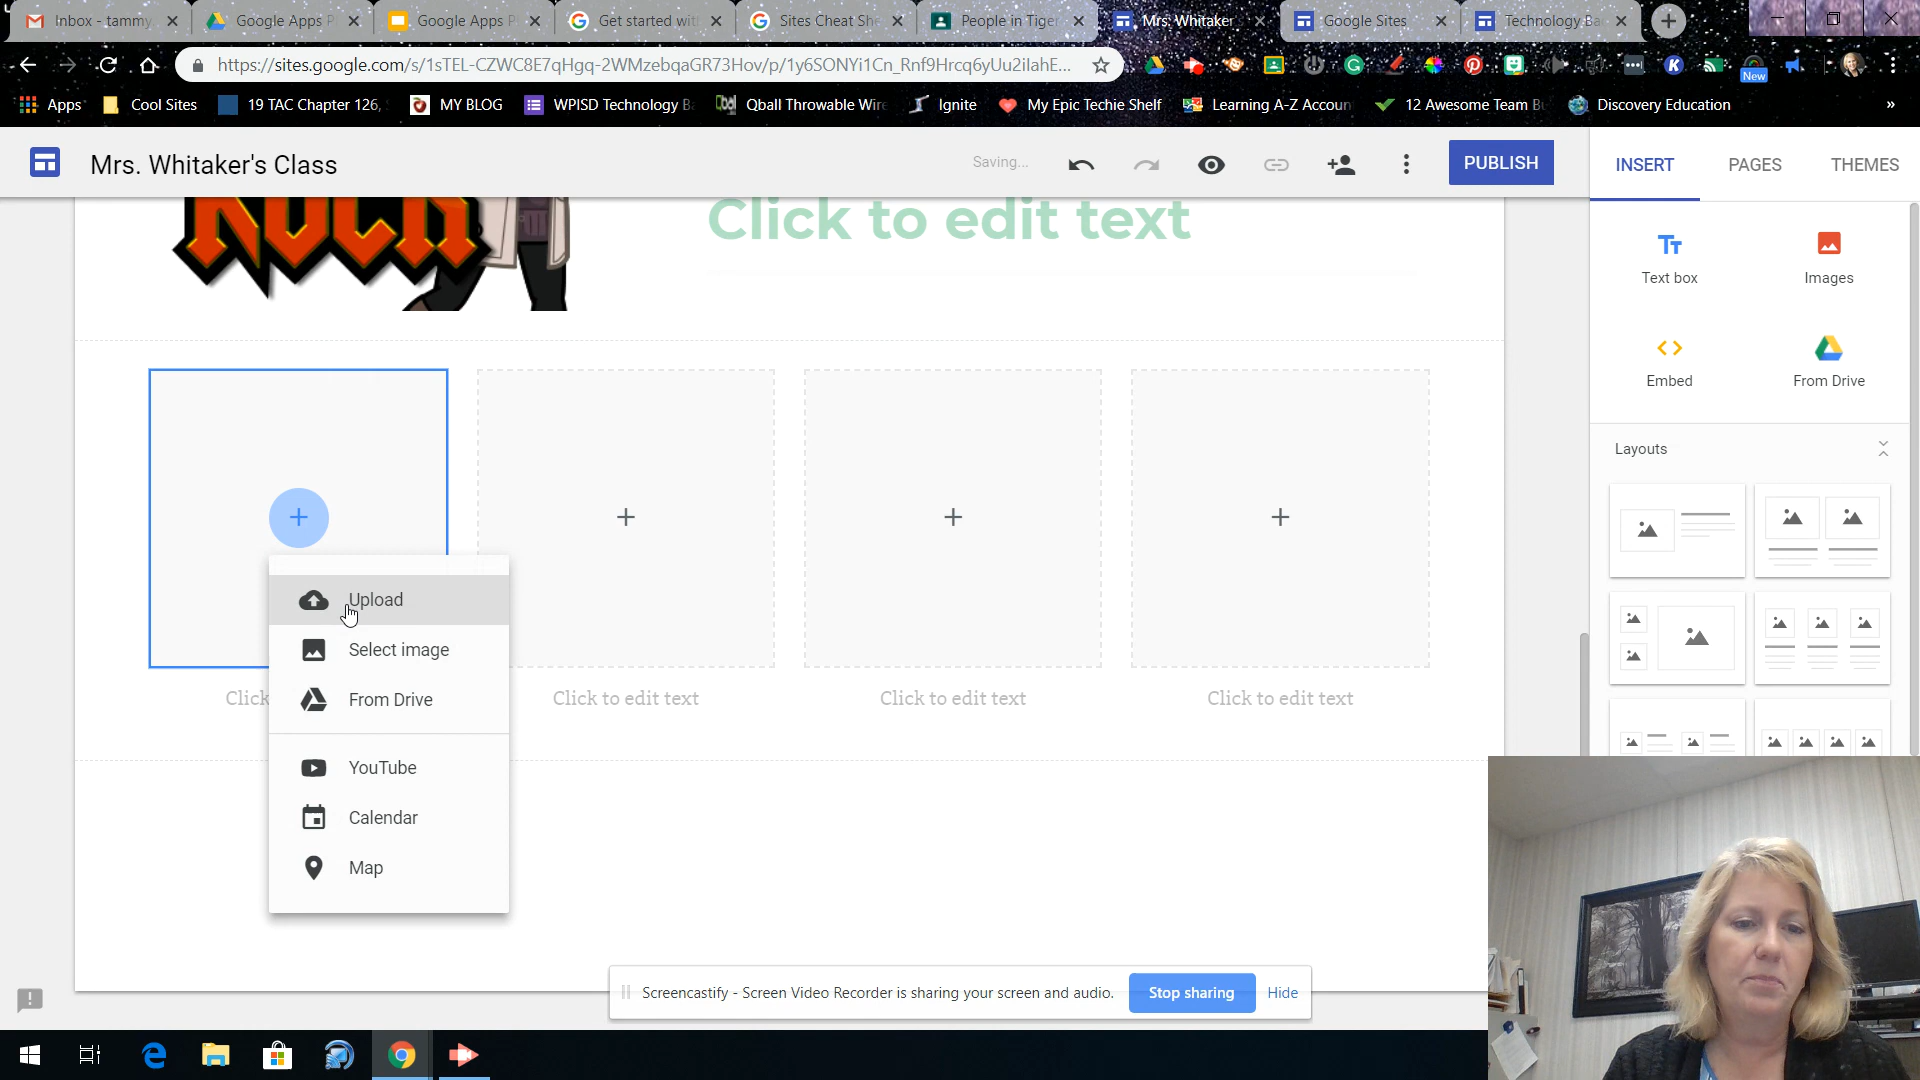 Inbox - tammy
Google Apps P
Google Apps P
Get started wit
Sites Cheat She
People in Tiger
Mrs. Whitaker
Google Sites
Technology Ba
https://sites.google.com/s/1sTEL-CZWC8E7qHgq-2WMzebqaGR73Hov/p/1y6SONYi1Cn_Rnf9Hrcq6yUu2iIahE...
New
Apps
Cool Sites
19 TAC Chapter 126,
MY BLOG
WPISD Technology Ba
Qball Throwable Wire
Ignite
My Epic Techie Shelf
Learning A-Z Accoun
12 Awesome Team B
Discovery Education
»
Mrs. Whitaker's Class
Saving...
PUBLISH
INSERT
PAGES
THEMES
ROCK
Click to edit text
Tт
Text box
Images
Embed
From Drive
Layouts
Upload
Select image
From Drive
YouTube
Calendar
Map
Click
Click to edit text
Click to edit text
Click to edit text
Screencastify - Screen Video Recorder is sharing your screen and audio.
Stop sharing
Hide